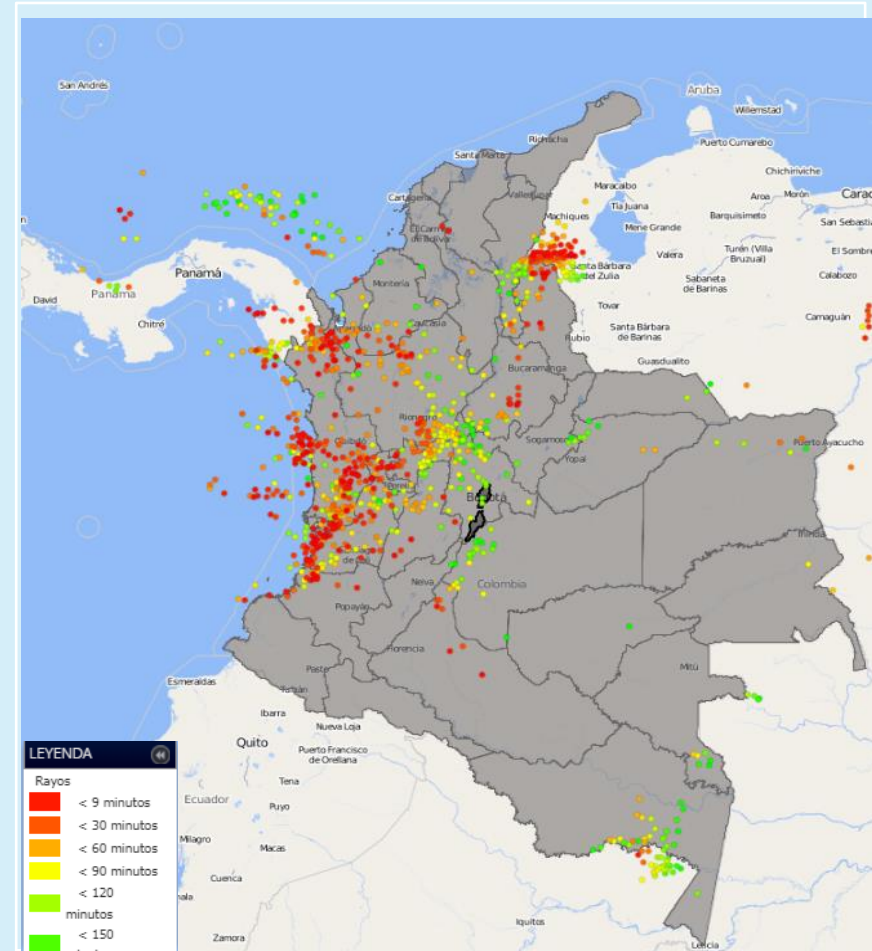 San Andrés
Aruba
Willemstad
Riohacha
Puerto Cumarebo
Santa Marta
Chichiriviche
Maracaibo
Cartagena
Valledupar
Aroa
Morón
Tía Juana
Machiques
Barquisimeto
Mene Grande
San Sebastia
El Carmen
de Bolívar
Panamá
Valera
Turén (Villa
Bruzual)
El Sombre
Santa Bárbara
del Zulia
Sabaneta
de Barinas
Calabozo
Montería
David
Panamá
Tovar
Camaguán
Chitré
Caucasia
Santa Bárbara
de Barinas
Rubio
Guasdualito
Bucaramanga
Rionegro
Quibdó
Sogamoso
Puerto Ayacucho
Yopal
Pereira
Bogotá
Inírida
Neiva
Colombia
Popayán
Florencia
Mitú
Pasto
Esmeraldas
Tulcán
Ibarra
Nueva Loja
Quito
Puerto Francisco
de Orellana
LEYENDA
Rayos
Tena
< 9 minutos
Ecuador
Puyo
< 30 minutos
Milagro
Macas
< 60 minutos
< 90 minutos
Cuenca
< 120
minutos
Iquitos
< 150
Zamora
Leticia